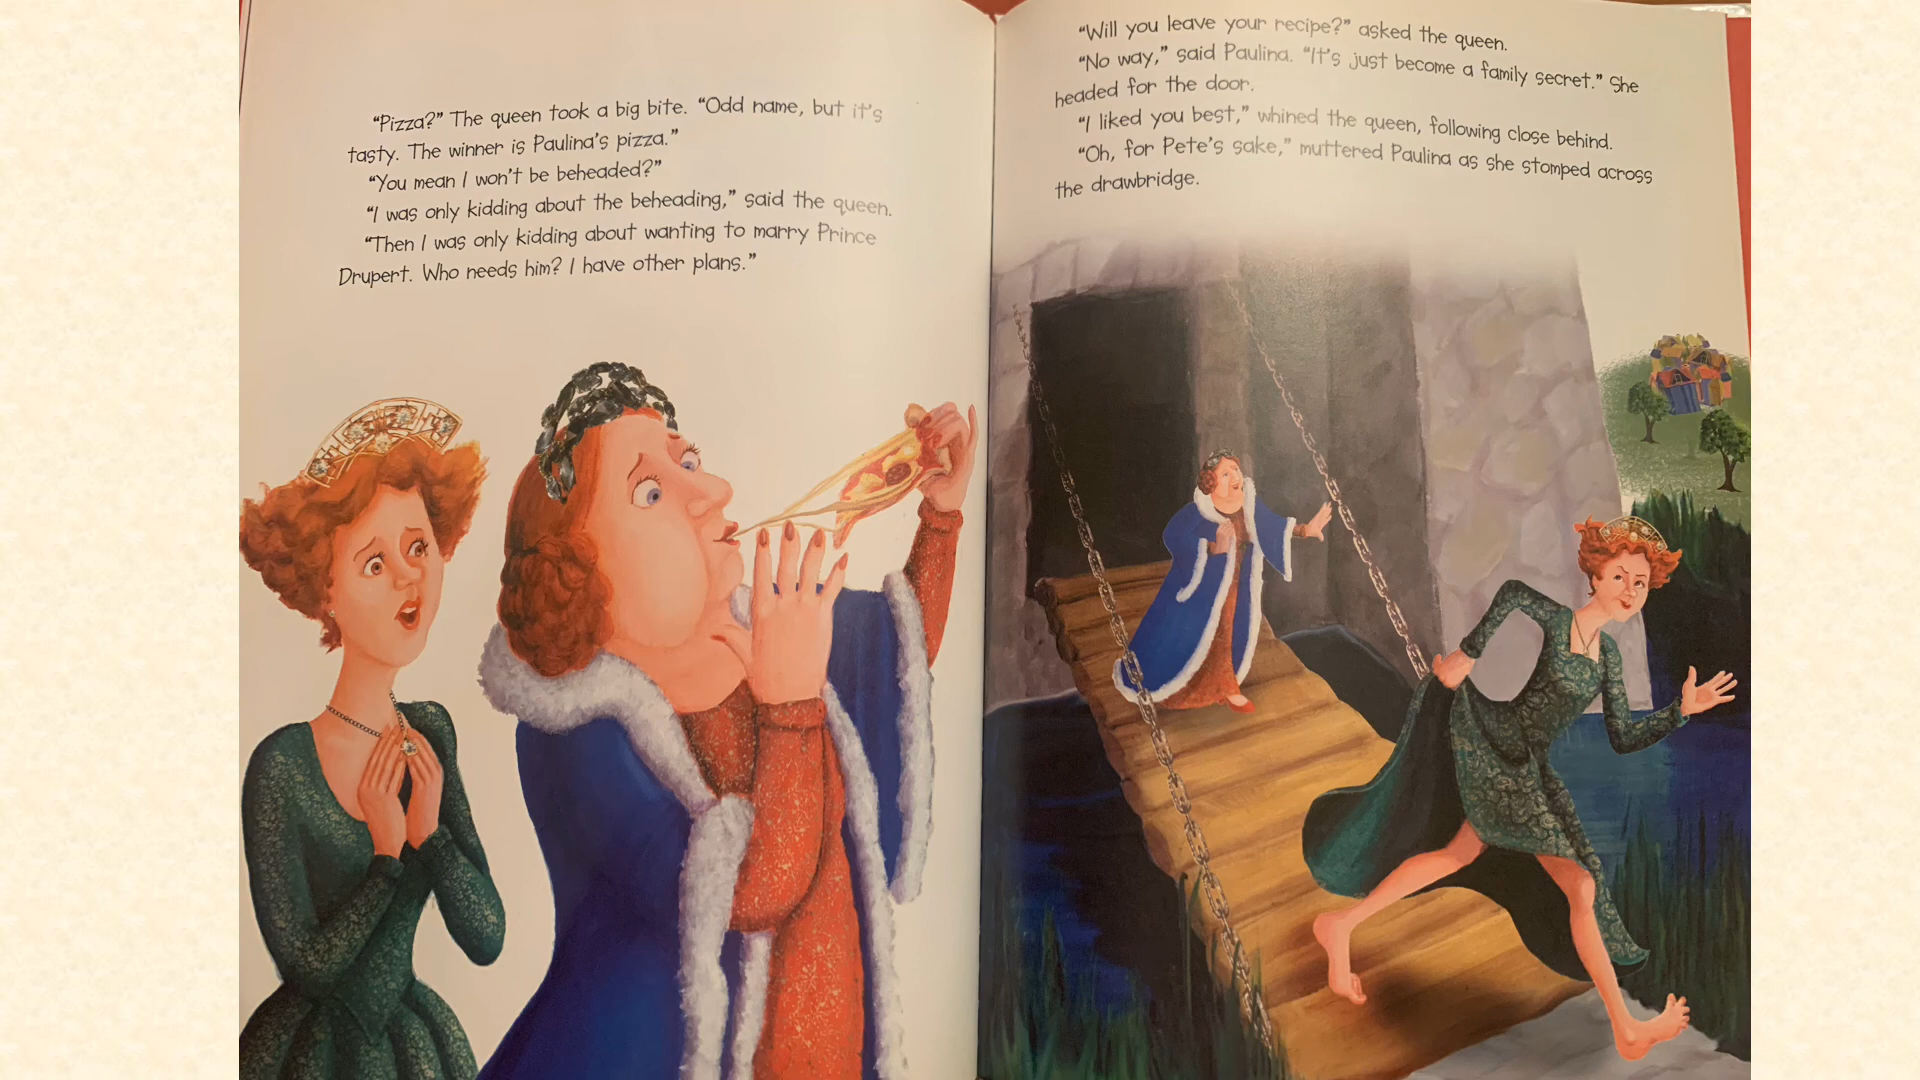 “Pizza?” The queen took a big bite. “Odd name, but it’s
tasty. The winner is Paulina’s pizza.”
“You mean I won’t be beheaded?”
“I was only kidding about the beheading,” said the queen.
“Then I was only kidding about wanting to marry Prince
Drupert. Who needs him? I have other plans.”
“Will you leave your recipe?” asked the queen.
“No way,” said Paulina. “It’s just become a family secret.” She
headed for the door.
“I liked you best,” whined the queen, following close behind.
“Oh, for Pete’s sake,” muttered Paulina as she stomped across
the drawbridge.